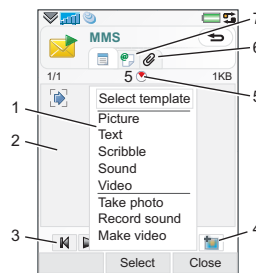 MMS
7
6
1/1
5
1KB
5
1
Select template
Picture
Text
2
Scribble
Sound
Video
Take photo
3
Record sound
4
Make video
Select
Close